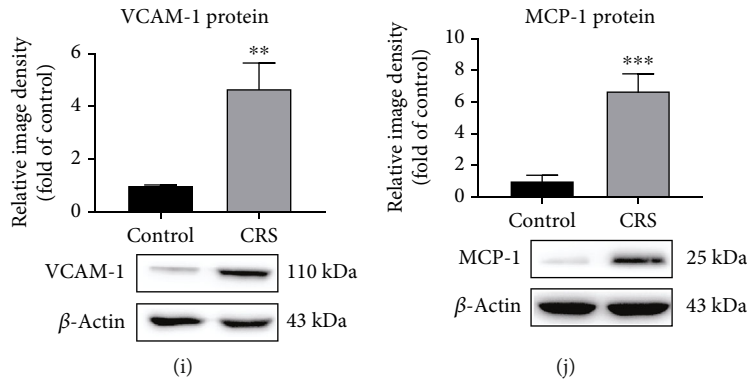 VCAM-1 protein
Relative image density
(fold of control)
6
4
2
0
**
Control
CRS
VCAM-1
110 kDa
β-Actin
43 kDa
(i)
MCP-1 protein
Relative image density
(fold of control)
10
8
6
4
2
0
***
Control
CRS
MCP-1
25 kDa
β-Actin
43 kDa
(j)